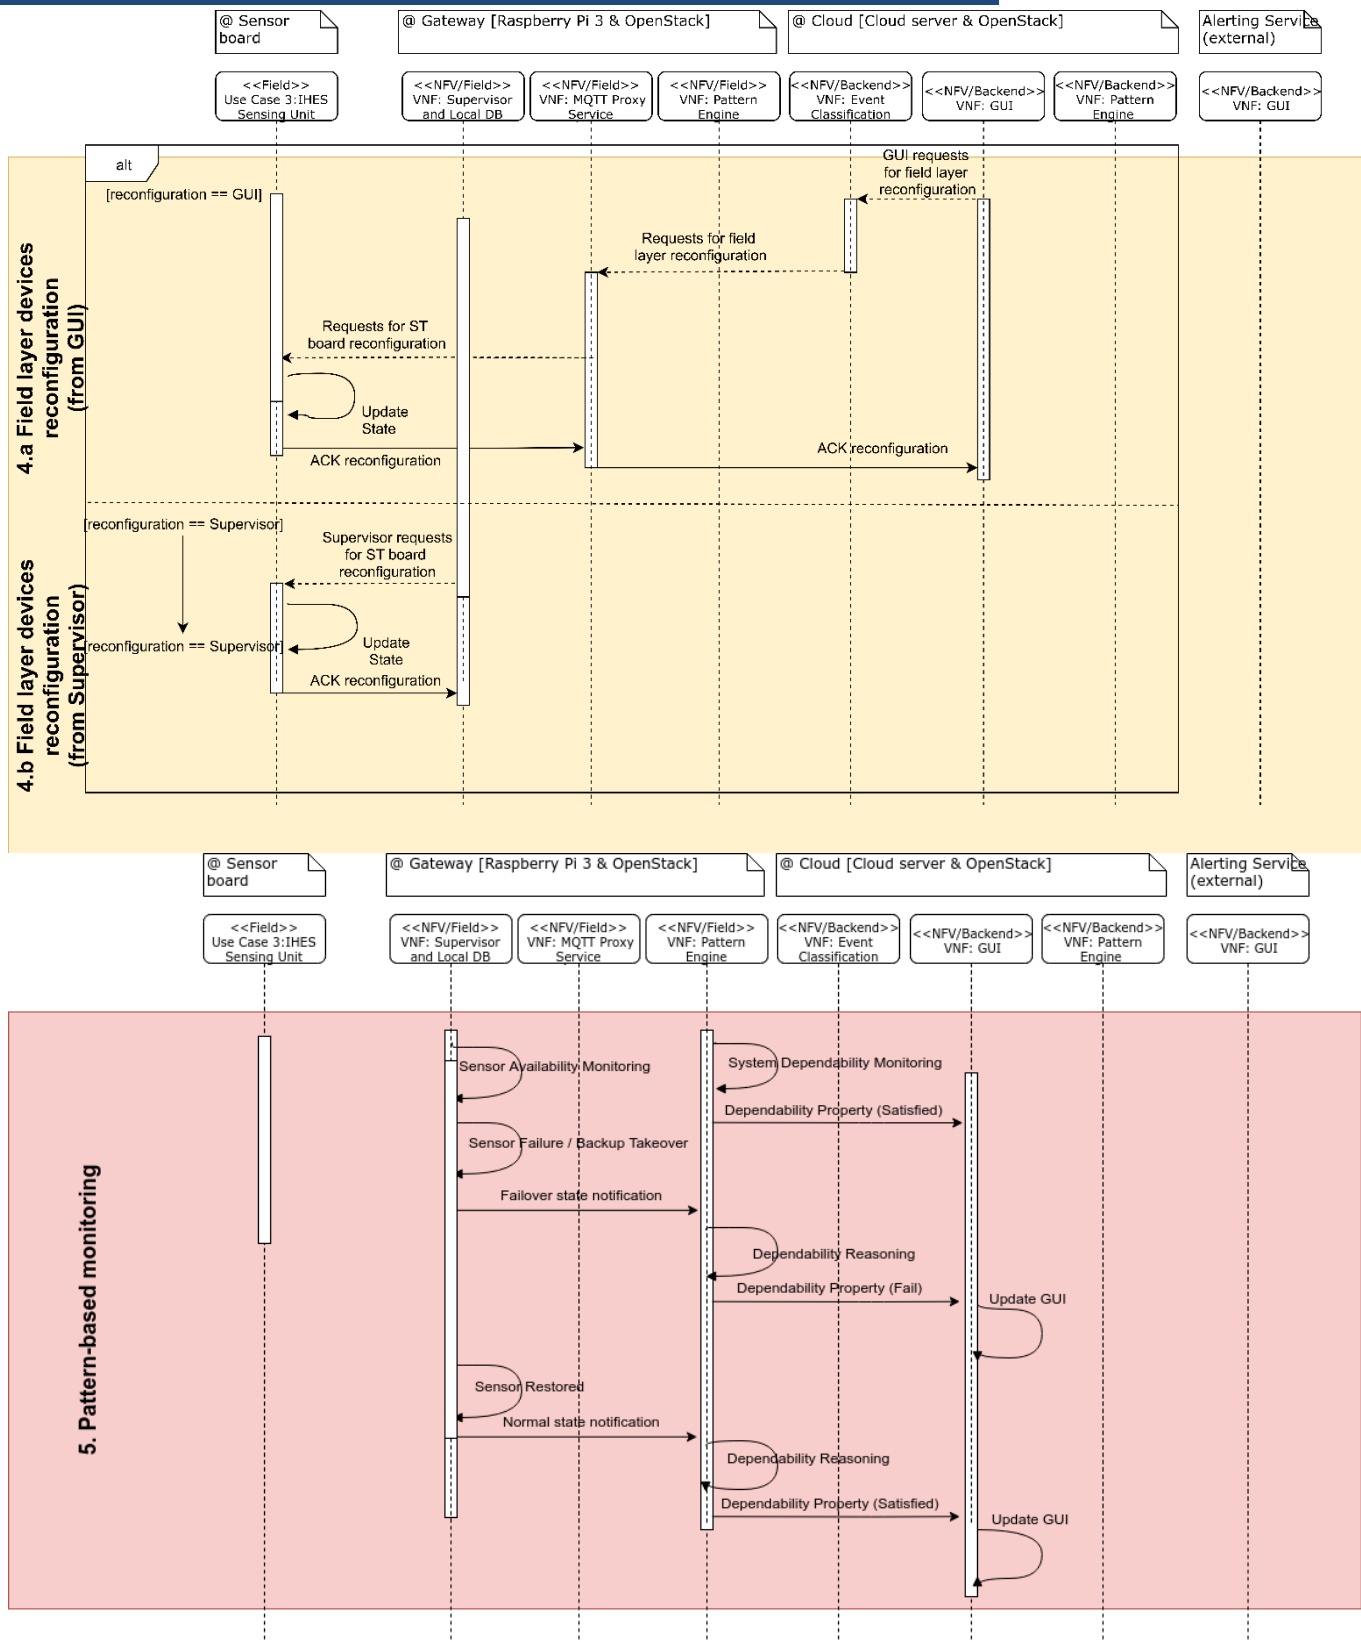 @ Sensor
board
@ Gateway [Raspberry Pi 3 & OpenStack]
@ Cloud [Cloud server & OpenStack]
Alerting Service
(external)
<<Field>>
Use Case 3:IHES
Sensing Unit
<<NFV/Field>>
VNF: Supervisor
and Local DB
<<NFV/Field>>
VNF: MQTT Proxy
Service
<<NFV/Field>>
VNF: Pattern
Engine
<<NFV/Backend>>
VNF: Event
Classification
<<NFV/Backend>>
VNF: GUI
<<NFV/Backend>>
VNF: Pattern
Engine
<<NFV/Backend>>
VNF: GUI
4.a Field layer devices
reconfiguration
(from GUI)
alt
[reconfiguration == GUI]
GUI requests
for field layer
reconfiguration
Requests for field
layer reconfiguration
Requests for ST
board reconfiguration
Update
State
ACK reconfiguration
ACK reconfiguration
4.b Field layer devices
reconfiguration
(from Supervisor)
[reconfiguration == Supervisor]
Supervisor requests
for ST board
reconfiguration
[reconfiguration == Supervisor]
Update
State
ACK reconfiguration
@ Sensor
board
@ Gateway [Raspberry Pi 3 & OpenStack]
@ Cloud [Cloud server & OpenStack]
Alerting Service
(external)
<<Field>>
Use Case 3:IHES
Sensing Unit
<<NFV/Field>>
VNF: Supervisor
and Local DB
<<NFV/Field>>
VNF: MQTT Proxy
Service
<<NFV/Field>>
VNF: Pattern
Engine
<<NFV/Backend>>
VNF: Event
Classification
<<NFV/Backend>>
VNF: GUI
<<NFV/Backend>>
VNF: Pattern
Engine
<<NFV/Backend>>
VNF: GUI
5. Pattern-based monitoring
Sensor Availability Monitoring
System Dependability Monitoring
Dependability Property (Satisfied)
Sensor Failure / Backup Takeover
Failover state notification
Dependability Reasoning
Dependability Property (Fail)
Update GUI
Sensor Restored
Normal state notification
Dependability Reasoning
Dependability Property (Satisfied)
Update GUI